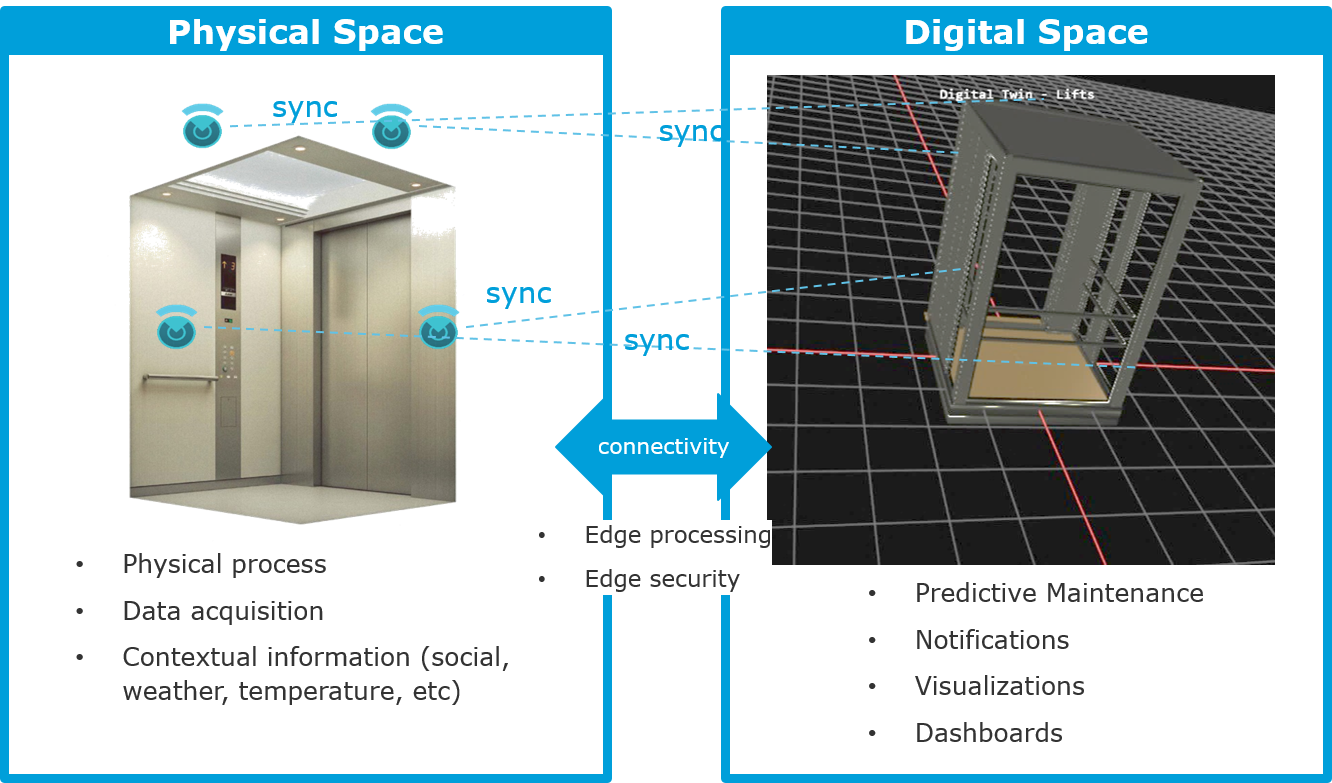 Physical Space
sync
Physical process
Data acquisition
Contextual information (social,
weather, temperature, etc)
sync
sync
sync
connectivity
Edge processing
Edge security
Digital Space
Digital Twin - Lifts
Predictive Maintenance
Notifications
Visualizations
Dashboards